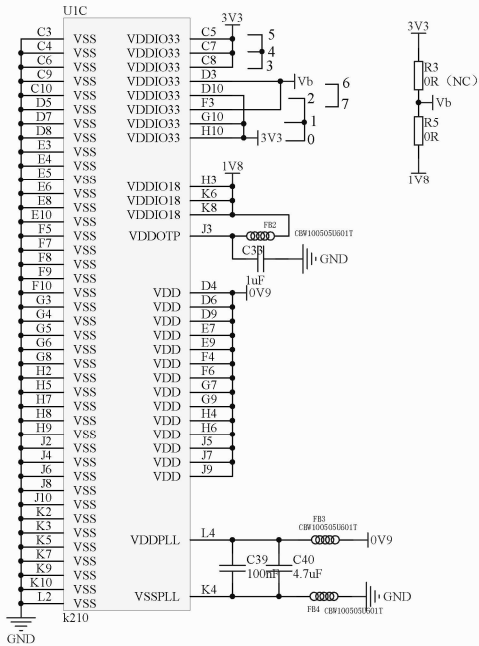 U1C
C3 VSS
C4 VSS
C6 VSS
C9 VSS
C10 VSS
D5 VSS
D7 VSS
D8 VSS
E3 VSS
E4 VSS
E5 VSS
E6 VSS
E8 VSS
E10 VSS
F5 VSS
F7 VSS
F8 VSS
F9 VSS
F10 VSS
G3 VSS
G4 VSS
G5 VSS
G6 VSS
G8 VSS
H2 VSS
H5 VSS
H7 VSS
H8 VSS
H9 VSS
J2 VSS
J4 VSS
J6 VSS
J8 VSS
J10 VSS
K2 VSS
K3 VSS
K5 VSS
K7 VSS
K9 VSS
K10 VSS
L2 VSS
GND
k210
3V3
VDDIO33 C5
VDDIO33 C7
VDDIO33 C8
VDDIO33 D3
VDDIO33 D10
VDDIO33 F3
VDDIO33 G10
VDDIO33 H10
5
4
3
Vb
6
7
2
1
0
3V3
1V8
VDDIO18 H3
VDDIO18 K6
VDDIO18 K8
VDDOTP J3
FB2
CBW100505U601T
C33
1uF
GND
VDD D4
0V9
VDD D6
VDD D9
VDD E7
VDD E9
VDD F4
VDD F6
VDD G7
VDD G9
VDD H4
VDD H6
VDD J5
VDD J7
VDD J9
VDDPLL L4
FB3
CBW100505U601T
0V9
C39
100nF
C40
4.7uF
VSSPLL K4
FB4 CBW100505U601T
GND
3V3
R3
0R (NC)
Vb
R5
0R
1V8